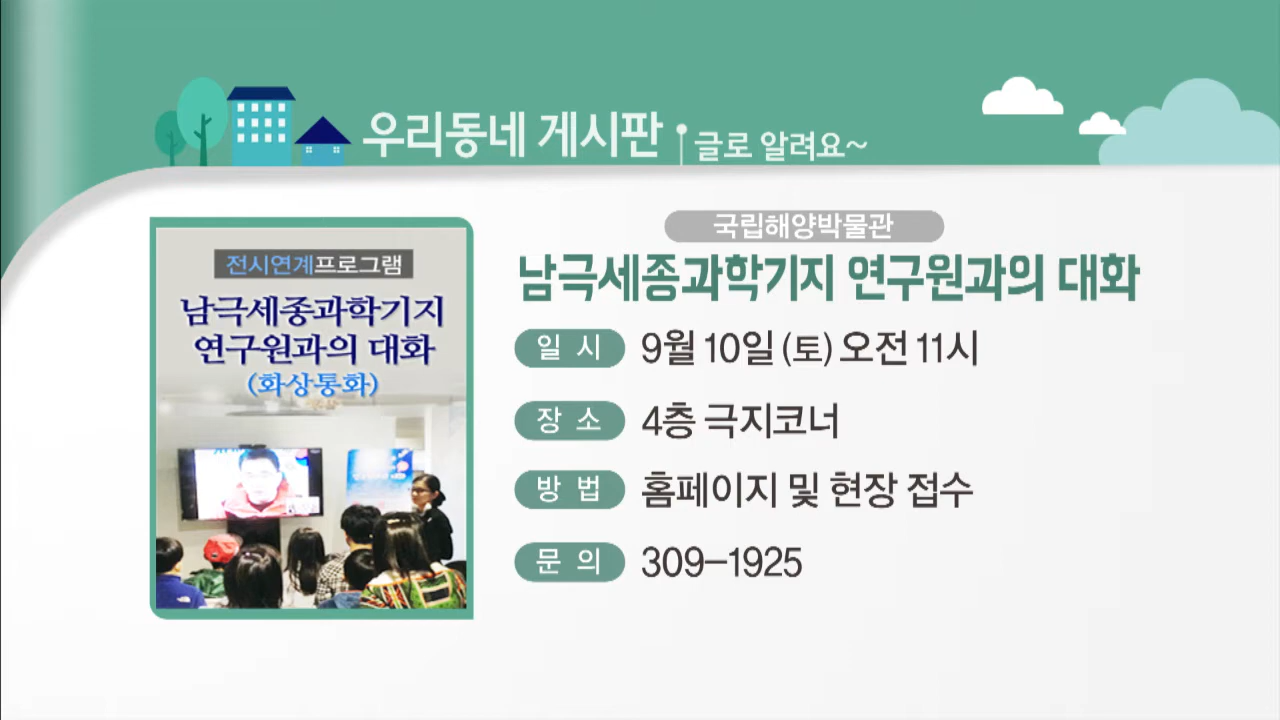 우리동네 게시판 글로 알려요~
전시연계프로그램
남극세종과학기지
연구원과의 대화
(화상통화)
국립해양박물관
남극세종과학기지 연구원과의 대화
일 시 9월 10일 (토) 오전 11시
장 소 4층 극지코너
방 법 홈페이지 및 현장 접수
문 의 309-1925